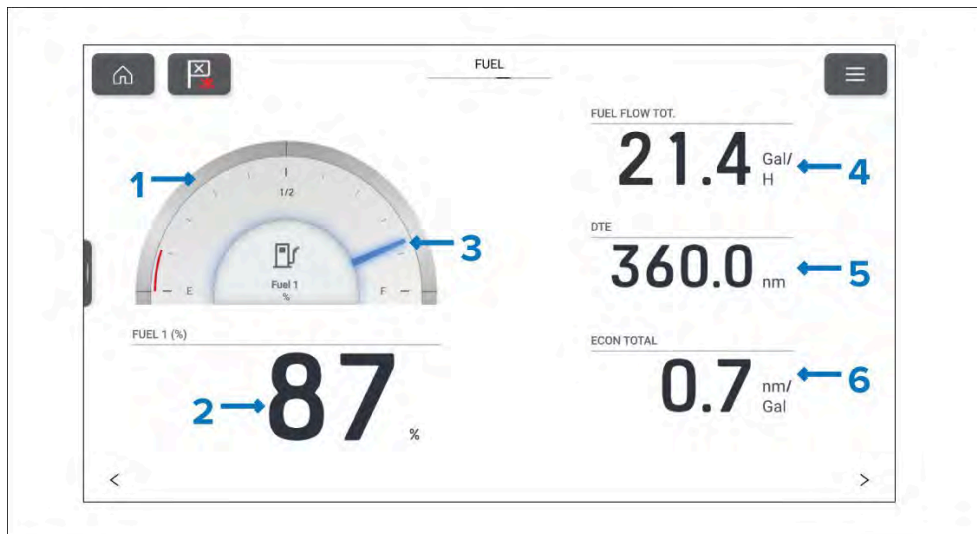 FUEL
FUEL FLOW TOT.
21.4 Gal/
H
4
1
1/2
3
DTE
360.0 nm
5
E
Fuel 1
%
F
FUEL 1 (%)
2
87 %
ECON TOTAL
0.7 nm/
Gal
6
< >